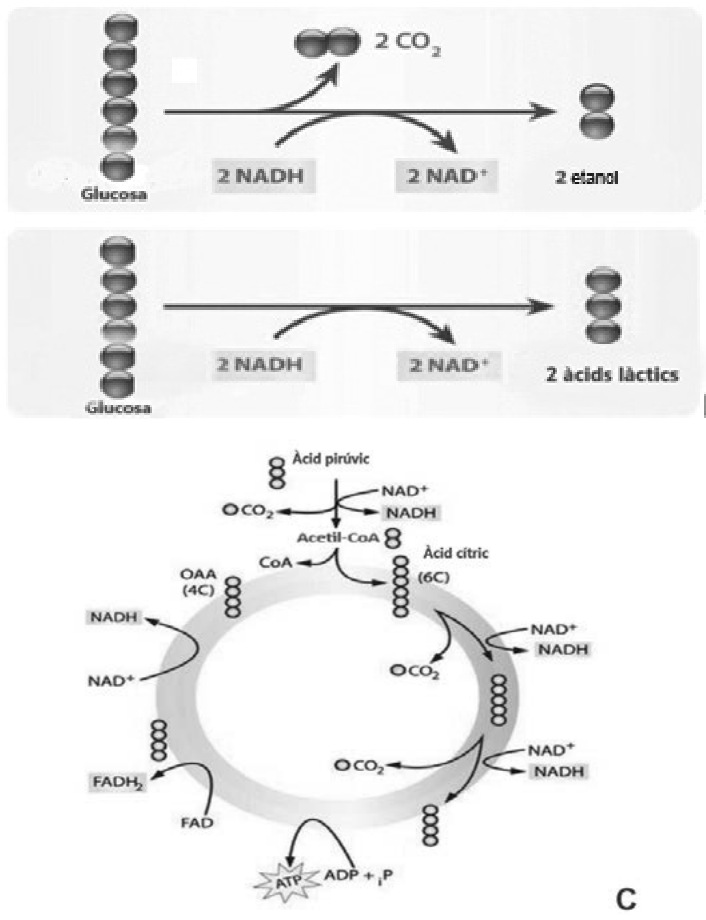 2 CO2
2 NADH
2 NAD+
2 etanol
Glucosa
2 NADH
2 NAD+
2 àcids làctics
Glucosa
Àcid pirúvic
NAD+
CO2
NADH
Acetil-CoA
CoA
Àcid cítric
(6C)
OAA
(4C)
NADH
NAD+
NAD+
NADH
CO2
CO2
NAD+
NADH
FADH2
FAD
ATP
ADP + iP
C